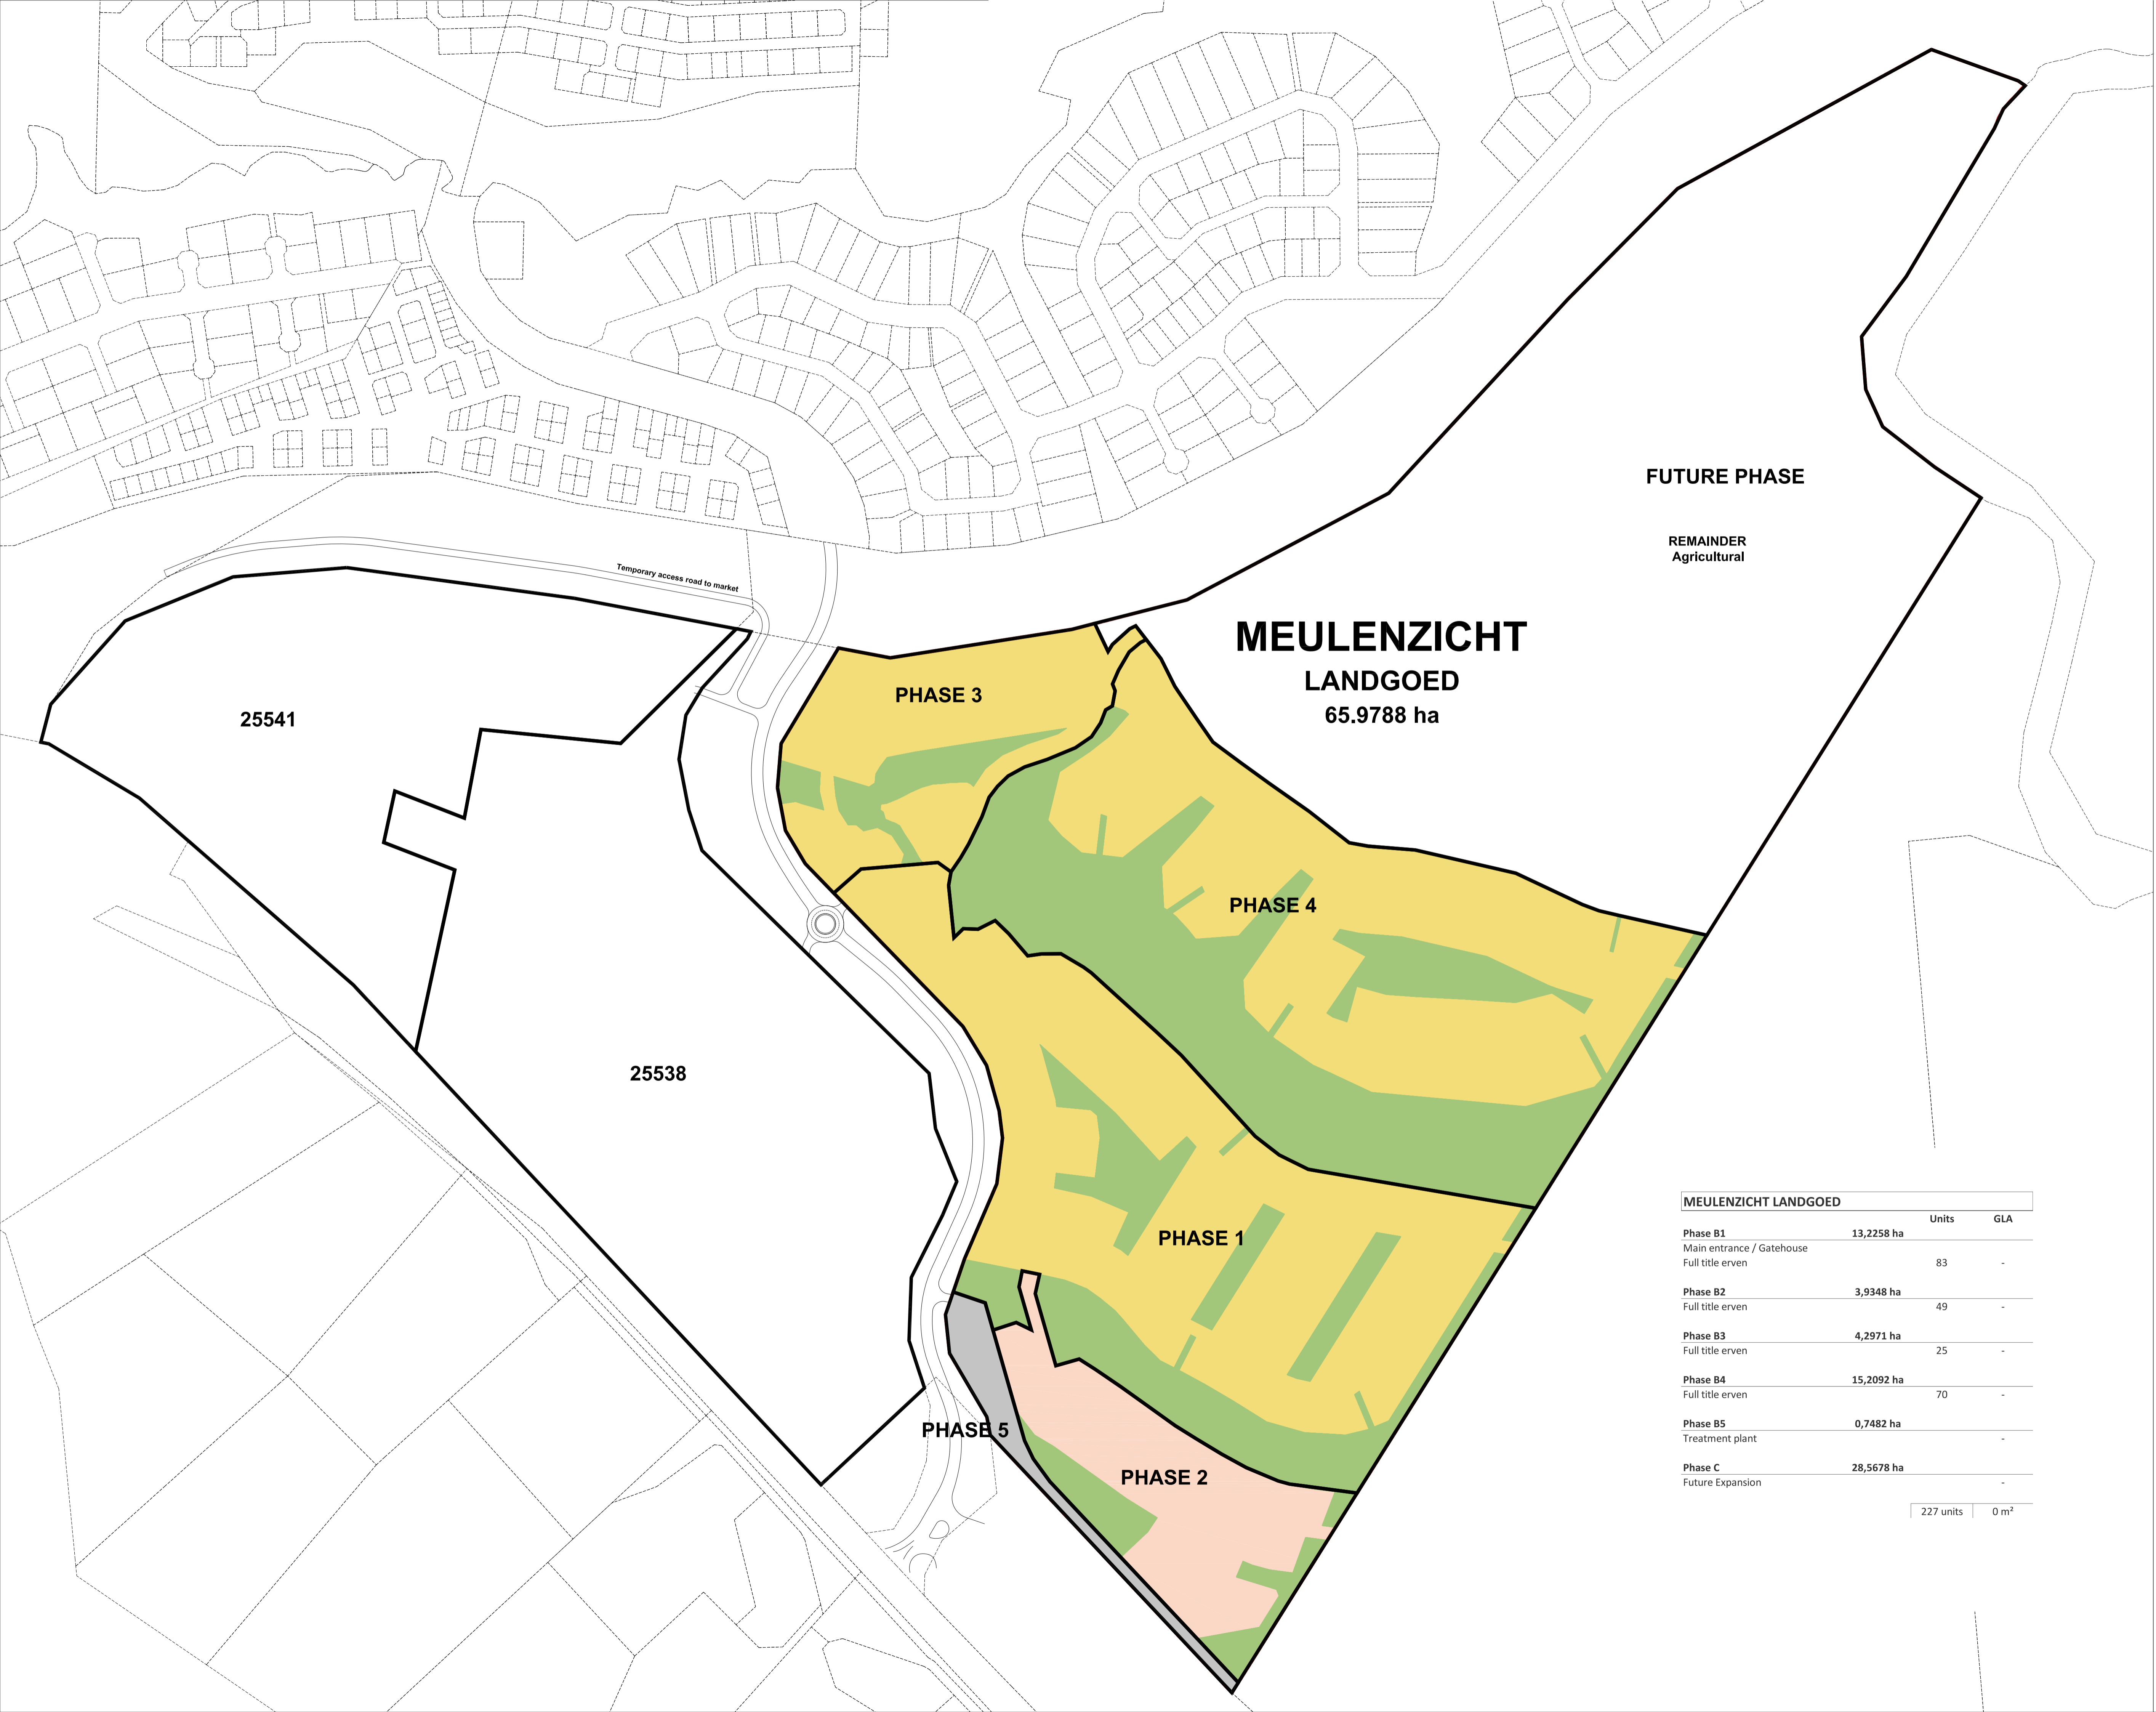 FUTURE PHASE
REMAINDER
Agricultural
Temporary access road to market
MEULENZICHT
LANDGOED
65.9788 ha
PHASE 3
25541
PHASE 4
25538
PHASE 1
PHASE 5
PHASE 2
MEULENZICHT LANDGOED
Units GLA
Phase B1 13,2258 ha
Main entrance / Gatehouse
Full title erven 83 -
Phase B2 3,9348 ha
Full title erven 49 -
Phase B3 4,2971 ha
Full title erven 25 -
Phase B4 15,2092 ha
Full title erven 70 -
Phase B5 0,7482 ha
Treatment plant -
Phase C 28,5678 ha
Future Expansion -
227 units 0 m²